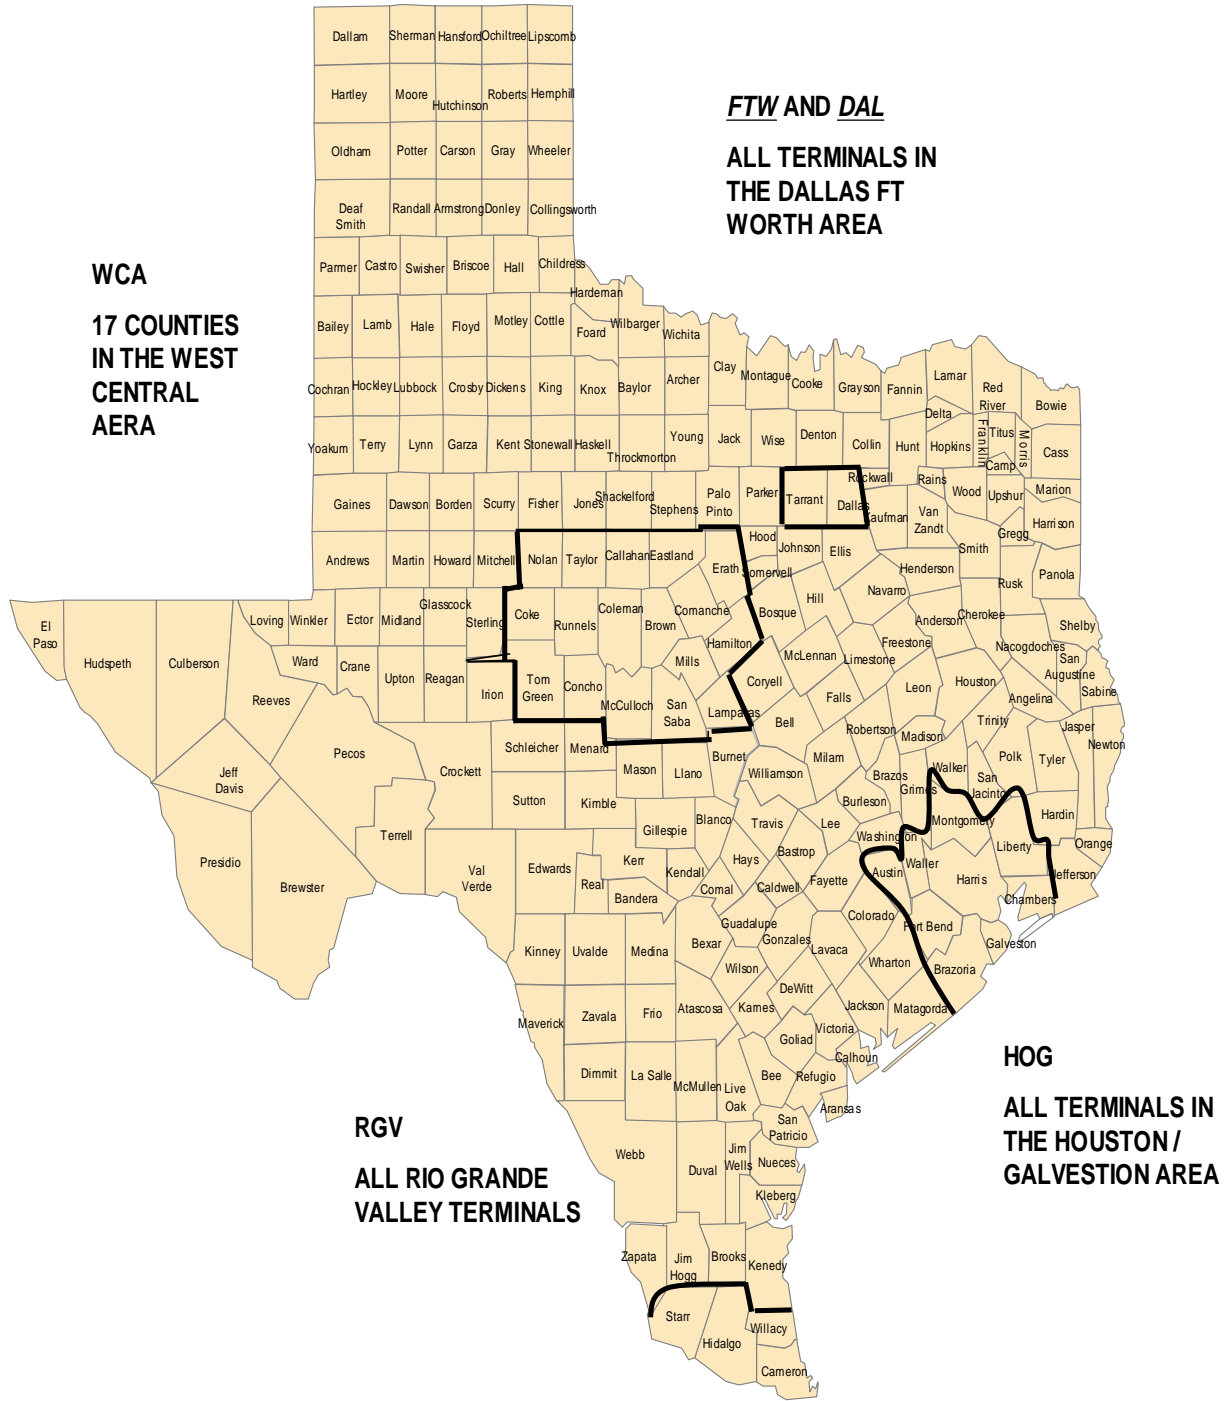 Dallam Sherman Hansford Ochiltree Lipscomb
Hartley Moore Hutchinson Roberts Hemphill
Oldham Potter Carson Gray Wheeler
Deaf Smith Randall Armstrong Donley Collingsworth
Parmer Castro Swisher Briscoe Hall Childress
Hardeman
Bailey Lamb Hale Floyd Motley Cottle Foard Wilbarger Wichita
Cochran Hockley Lubbock Crosby Dickens King Knox Baylor Archer Clay Montague Cooke Grayson Fannin Lamar Red River Bowie
Delta
Yoakum Terry Lynn Garza Kent Stonewall Haskell Throckmorton Young Jack Wise Denton Collin Hunt Hopkins Franklin Titus Morris Cass
Camp
Gaines Dawson Borden Scurry Fisher Jones Shackelford Stephens Palo Pinto Parker Tarrant Dallas Rockwall Kaufman Rains Van Zandt Wood Upshur Marion
Harrison
Gregg
Andrews Martin Howard Mitchell Nolan Taylor Callahan Eastland Erath Hood Somervell Johnson Ellis Henderson Smith Rusk Panola
El Paso Hudspeth Culberson Loving Winkler Ector Midland Glasscock Sterling Coke Runnels Coleman Brown Comanche Hamilton Bosque Hill Navarro Anderson Cherokee Shelby
Reeves Ward Crane Upton Reagan Irion Tom Green Concho McCulloch San Saba Mills Lampasas Coryell McLennan Limestone Freestone Nacogdoches San Augustine Sabine
Bell Falls Leon Houston Angelina
Jeff Davis Pecos Crockett Schleicher Menard Mason Llano Burnet Williamson Milam Robertson Madison Trinity Polk Tyler Jasper Newton
Brazos Grimes Walker San Jacinto
Presidio Brewster Terrell Val Verde Sutton Kimble Gillespie Blanco Travis Lee Burleson Washington Montgomery Liberty Hardin Orange
Edwards Real Kerr Bandera Kendall Comal Hays Caldwell Bastrop Fayette Austin Waller Harris Chambers Jefferson
Kinney Uvalde Medina Bexar Guadalupe Gonzales Lavaca Colorado Fort Bend Galveston
Wilson Wharton Brazoria
Maverick Zavala Frio Atascosa Karnes DeWitt Jackson Matagorda
Goliad Victoria Calhoun
Dimmit La Salle McMullen Live Oak Bee Refugio Aransas
San Patricio
Webb Duval Jim Wells Nueces
Kleberg
Zapata Jim Hogg Brooks Kenedy
Starr Hidalgo Willacy
Cameron
FTW AND DAL
ALL TERMINALS IN
THE DALLAS FT
WORTH AREA
WCA
17 COUNTIES
IN THE WEST
CENTRAL
AERA
HOG
ALL TERMINALS IN
THE HOUSTON /
GALVESTION AREA
RGV
ALL RIO GRANDE
VALLEY TERMINALS